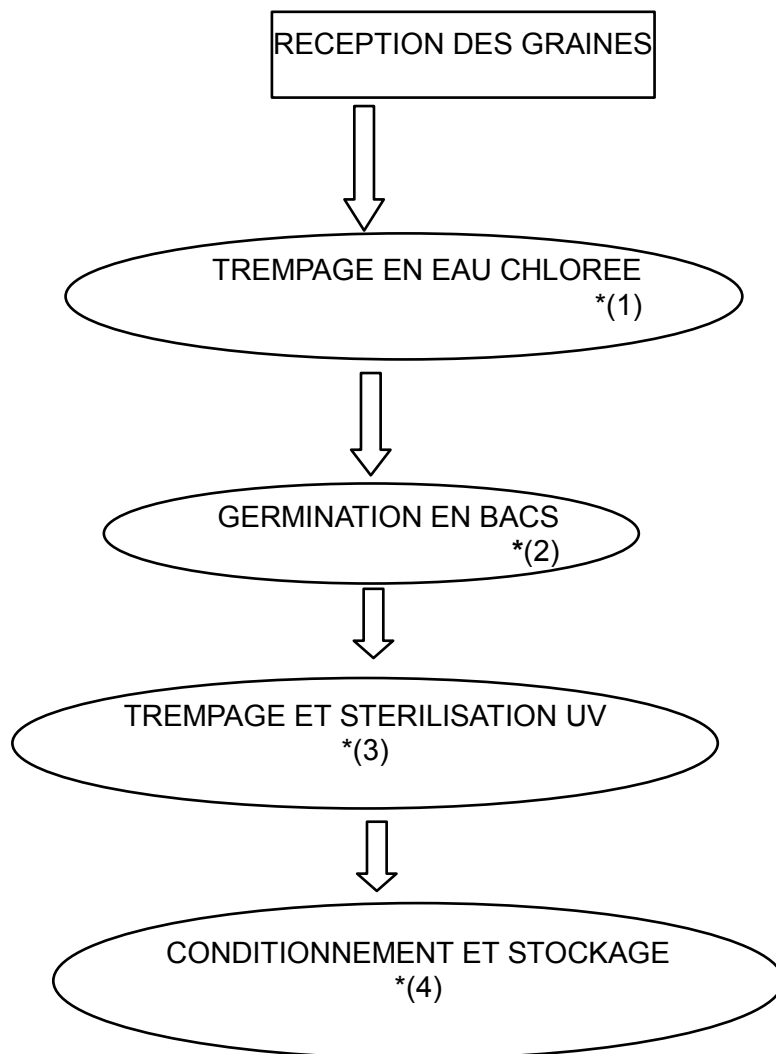 RECEPTION DES GRAINES
TREMPAGE EN EAU CHLOREE
*(1)
GERMINATION EN BACS
*(2)
TREMPAGE ET STERILISATION UV
*(3)
CONDITIONNEMENT ET STOCKAGE
*(4)